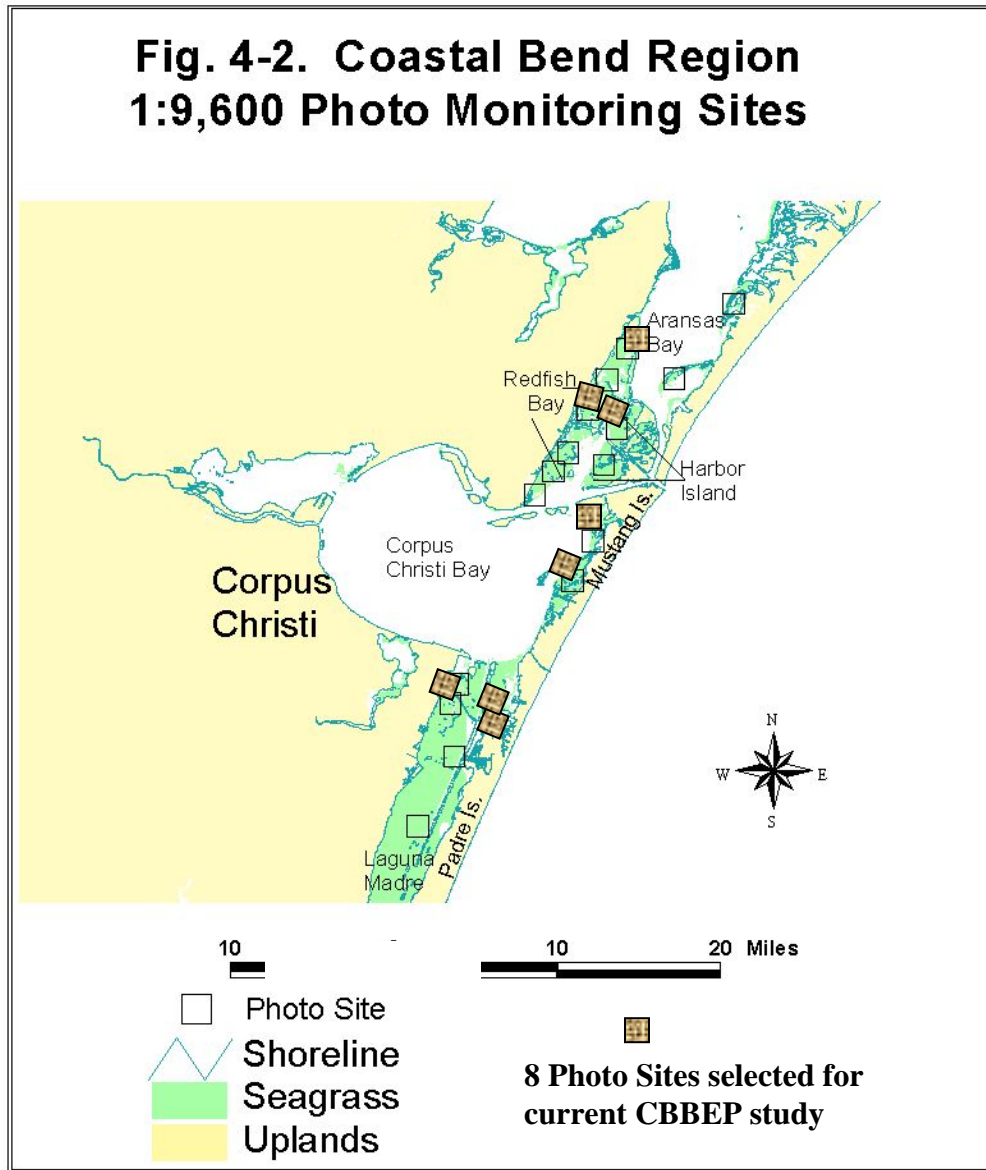 Fig. 4-2. Coastal Bend Region
1:9,600 Photo Monitoring Sites
Aransas
Bay
Redfish
Bay
Harbor
Island
Mustang Is.
Corpus
Christi Bay
Corpus
Christi
Padre Is.
Laguna
Madre
N
W E
S
10 10 20 Miles
Photo Site
Shoreline
Seagrass
Uplands
8 Photo Sites selected for
current CBBEP study